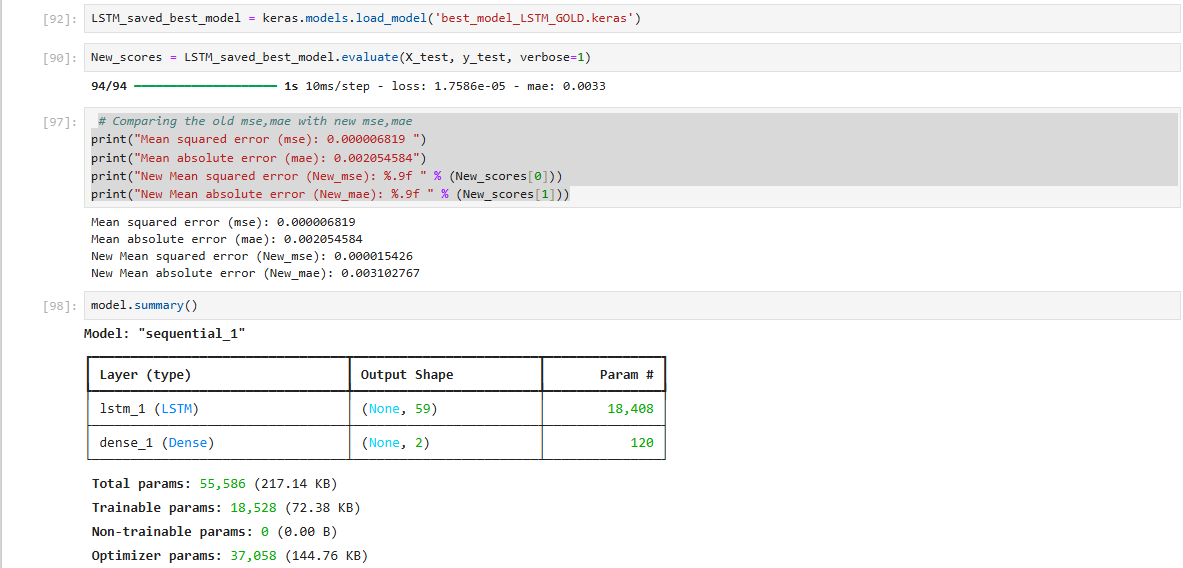 [92]: LSTM_saved_best_model = keras.models.load_model('best_model_LSTM_GOLD.keras')
[90]: New_scores = LSTM_saved_best_model.evaluate(X_test, y_test, verbose=1)
94/94 ━━━━━━━━━━━━━━━━━━━━ 1s 10ms/step - loss: 1.7586e-05 - mae: 0.0033
[97]: # Comparing the old mse,mae with new mse,mae
print("Mean squared error (mse): 0.000006819 ")
print("Mean absolute error (mae): 0.002054584")
print("New Mean squared error (New_mse): %.9f " % (New_scores[0]))
print("New Mean absolute error (New_mae): %.9f " % (New_scores[1]))
Mean squared error (mse): 0.000006819
Mean absolute error (mae): 0.002054584
New Mean squared error (New_mse): 0.000015426
New Mean absolute error (New_mae): 0.003102767
[98]: model.summary()
Model: "sequential_1"
Layer (type) Output Shape Param #
lstm_1 (LSTM) (None, 59) 18,408
dense_1 (Dense) (None, 2) 120
Total params: 55,586 (217.14 KB)
Trainable params: 18,528 (72.38 KB)
Non-trainable params: 0 (0.00 B)
Optimizer params: 37,058 (144.76 KB)